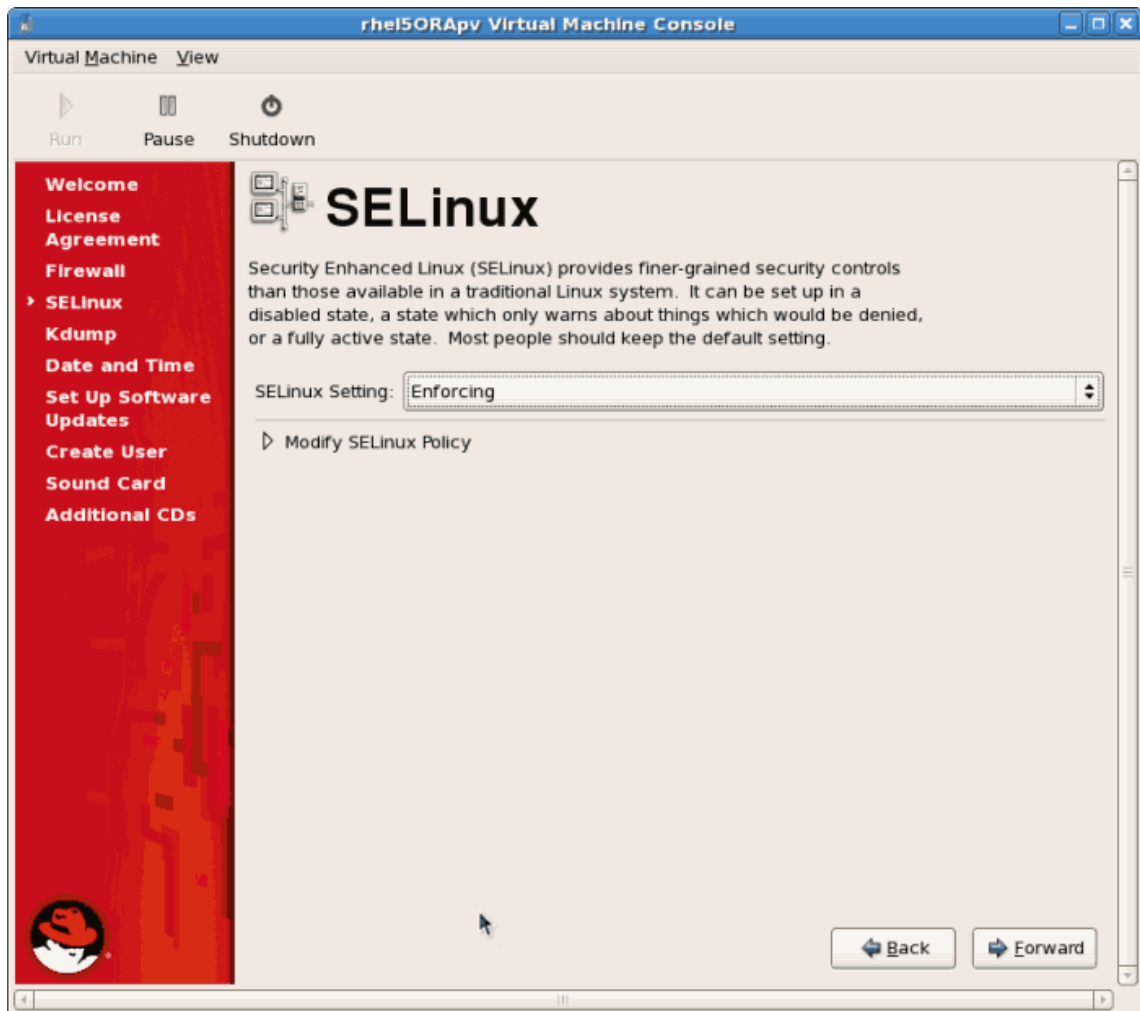 rhel5ORApv Virtual Machine Console
Virtual Machine View
Run Pause Shutdown
Welcome
License
Agreement
Firewall
SELinux
Kdump
Date and Time
Set Up Software
Updates
Create User
Sound Card
Additional CDs
SELinux
Security Enhanced Linux (SELinux) provides finer-grained security controls
than those available in a traditional Linux system. It can be set up in a
disabled state, a state which only warns about things which would be denied,
or a fully active state. Most people should keep the default setting.
SELinux Setting: Enforcing
Modify SELinux Policy
Back Forward